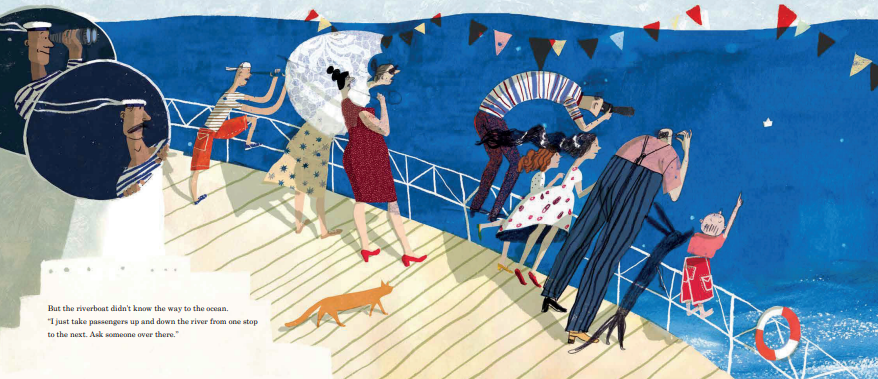 But the riverboat didn't know the way to the ocean.
"I just take passengers up and down the river from one stop
to the next. Ask someone over there."